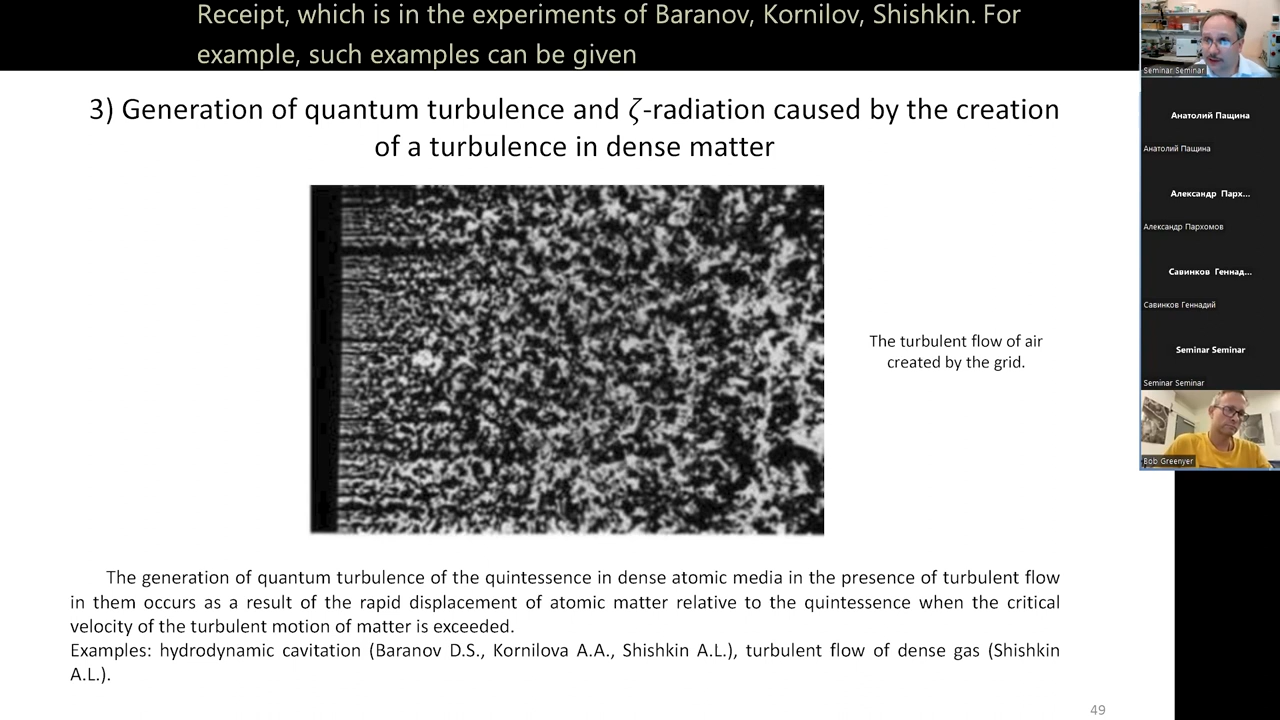 Receipt, which is in the experiments of Baranov, Kornilov, Shishkin. For
example, such examples can be given
3) Generation of quantum turbulence and ζ-radiation caused by the creation
of a turbulence in dense matter
The turbulent flow of air
created by the grid.
The generation of quantum turbulence of the quintessence in dense atomic media in the presence of turbulent flow
in them occurs as a result of the rapid displacement of atomic matter relative to the quintessence when the critical
velocity of the turbulent motion of matter is exceeded.
Examples: hydrodynamic cavitation (Baranov D.S., Kornilova A.A., Shishkin A.L.), turbulent flow of dense gas (Shishkin
A.L.).
49
Seminar Seminar
Анатолий Пащина
Анатолий Пащина
Александр Парх...
Александр Пархомов
Савинков Геннад...
Савинков Геннадий
Seminar Seminar
Seminar Seminar
Bob Greenyer